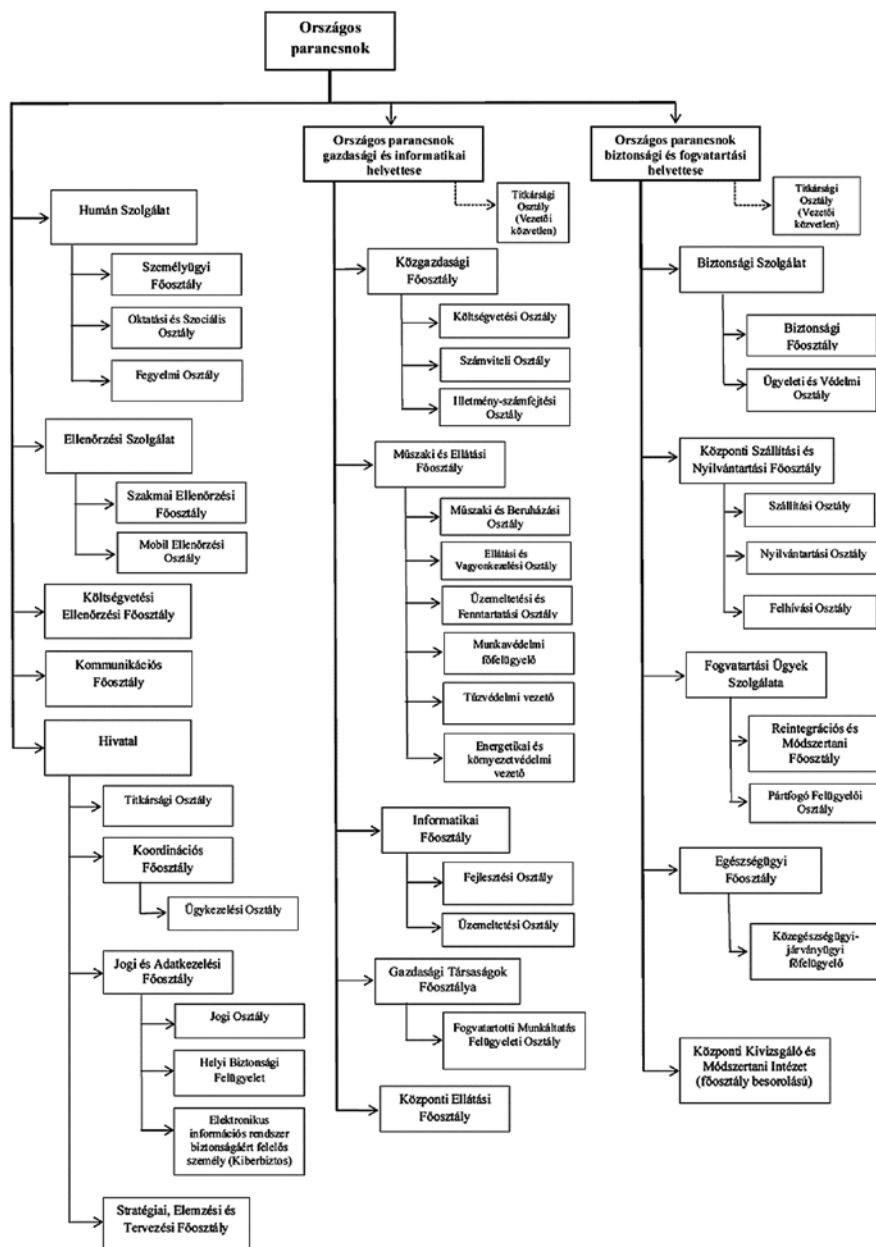 Országos
parancsnok
Humán Szolgálat
Személyügyi
Főosztály
Oktatási és Szociális
Osztály
Fegyelmi Osztály
Ellenőrzési Szolgálat
Szakmai Ellenőrzési
Főosztály
Mobil Ellenőrzési
Osztály
Költségvetési
Ellenőrzési Főosztály
Kommunikációs
Főosztály
Hivatal
Titkársági Osztály
Koordinációs
Főosztály
Ügykezelési Osztály
Jogi és Adatkezelési
Főosztály
Jogi Osztály
Helyi Biztonsági
Felügyelet
Elektronikus
információs rendszer
biztonságáért felelős
személy (Kiberbiztos)
Stratégiai, Elemzési és
Tervezési Főosztály
Országos parancsnok
gazdasági és informatikai
helyettese
Titkársági
Osztály
(Vezetői
közvetlen)
Közgazdasági
Főosztály
Költségvetési Osztály
Számviteli Osztály
Illetmény-számfejtési
Osztály
Műszaki és Ellátási
Főosztály
Műszaki és Beruházási
Osztály
Ellátási és
Vagyonkezelési Osztály
Üzemeltetési és
Fenntartatási Osztály
Munkavédelmi
főfelügyelő
Tűzvédelmi vezető
Energetikai és
környezetvédelmi
vezető
Informatikai
Főosztály
Fejlesztési Osztály
Üzemeltetési Osztály
Gazdasági Társaságok
Főosztálya
Fogvatartotti Munkáltatás
Felügyeleti Osztály
Központi Ellátási
Főosztály
Országos parancsnok
biztonsági és fogvatartási
helyettese
Titkársági
Osztály
(Vezetői
közvetlen)
Biztonsági Szolgálat
Biztonsági
Főosztály
Ügyeleti és Védelmi
Osztály
Központi Szállítási és
Nyilvántartási Főosztály
Szállítási Osztály
Nyilvántartási Osztály
Felhívási Osztály
Fogvatartási Ügyek
Szolgálata
Reintegrációs és
Módszertani
Főosztály
Pártfogó Felügyelői
Osztály
Egészségügyi
Főosztály
Közegészségügyi-
járványügyi
főfelügyelő
Központi Kivizsgáló és
Módszertani Intézet
(főosztály besorolású)